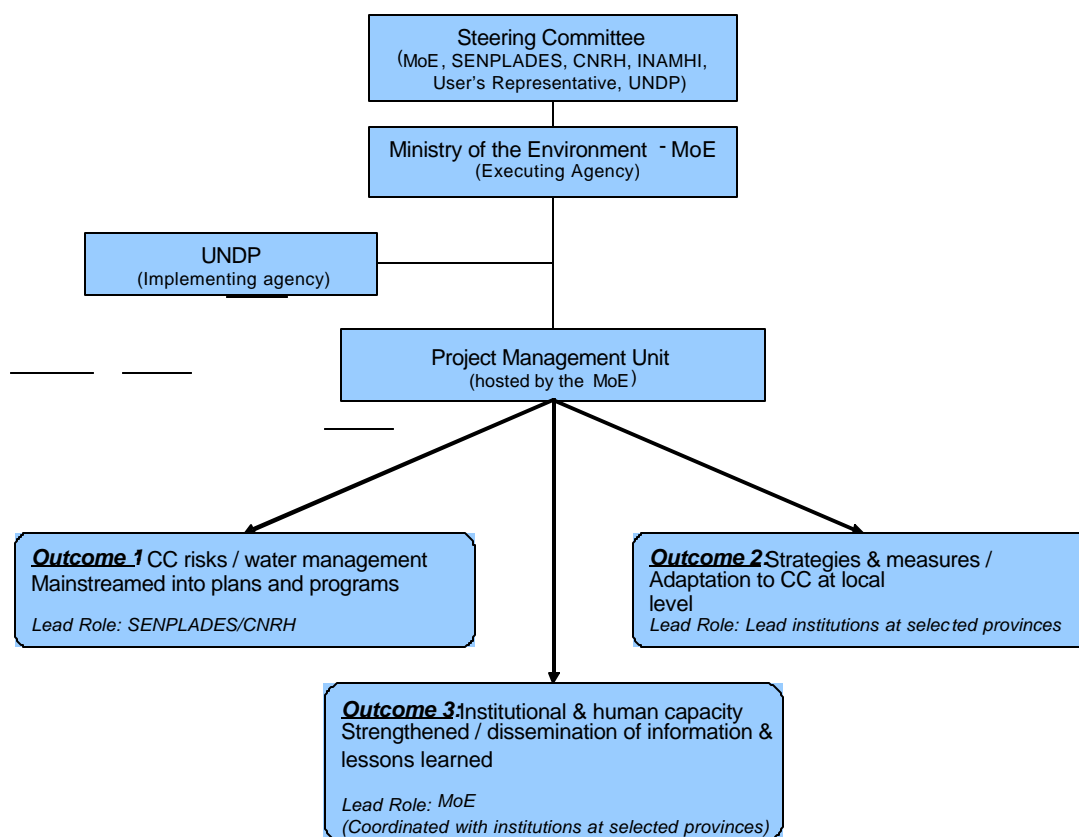 Steering Committee
(MoE, SENPLADES, CNRH, INAMHI,
User's Representative, UNDP)
Ministry of the Environment - MoE
(Executing Agency)
UNDP
(Implementing agency)
Project Management Unit
(hosted by the MoE)
Outcome 1 CC risks / water management
Mainstreamed into plans and programs
Lead Role: SENPLADES/CNRH
Outcome 2: Strategies & measures /
Adaptation to CC at local
level
Lead Role: Lead institutions at selected provinces
Outcome 3: Institutional & human capacity
Strengthened / dissemination of information &
lessons learned
Lead Role: MoE
(Coordinated with institutions at selected provinces)